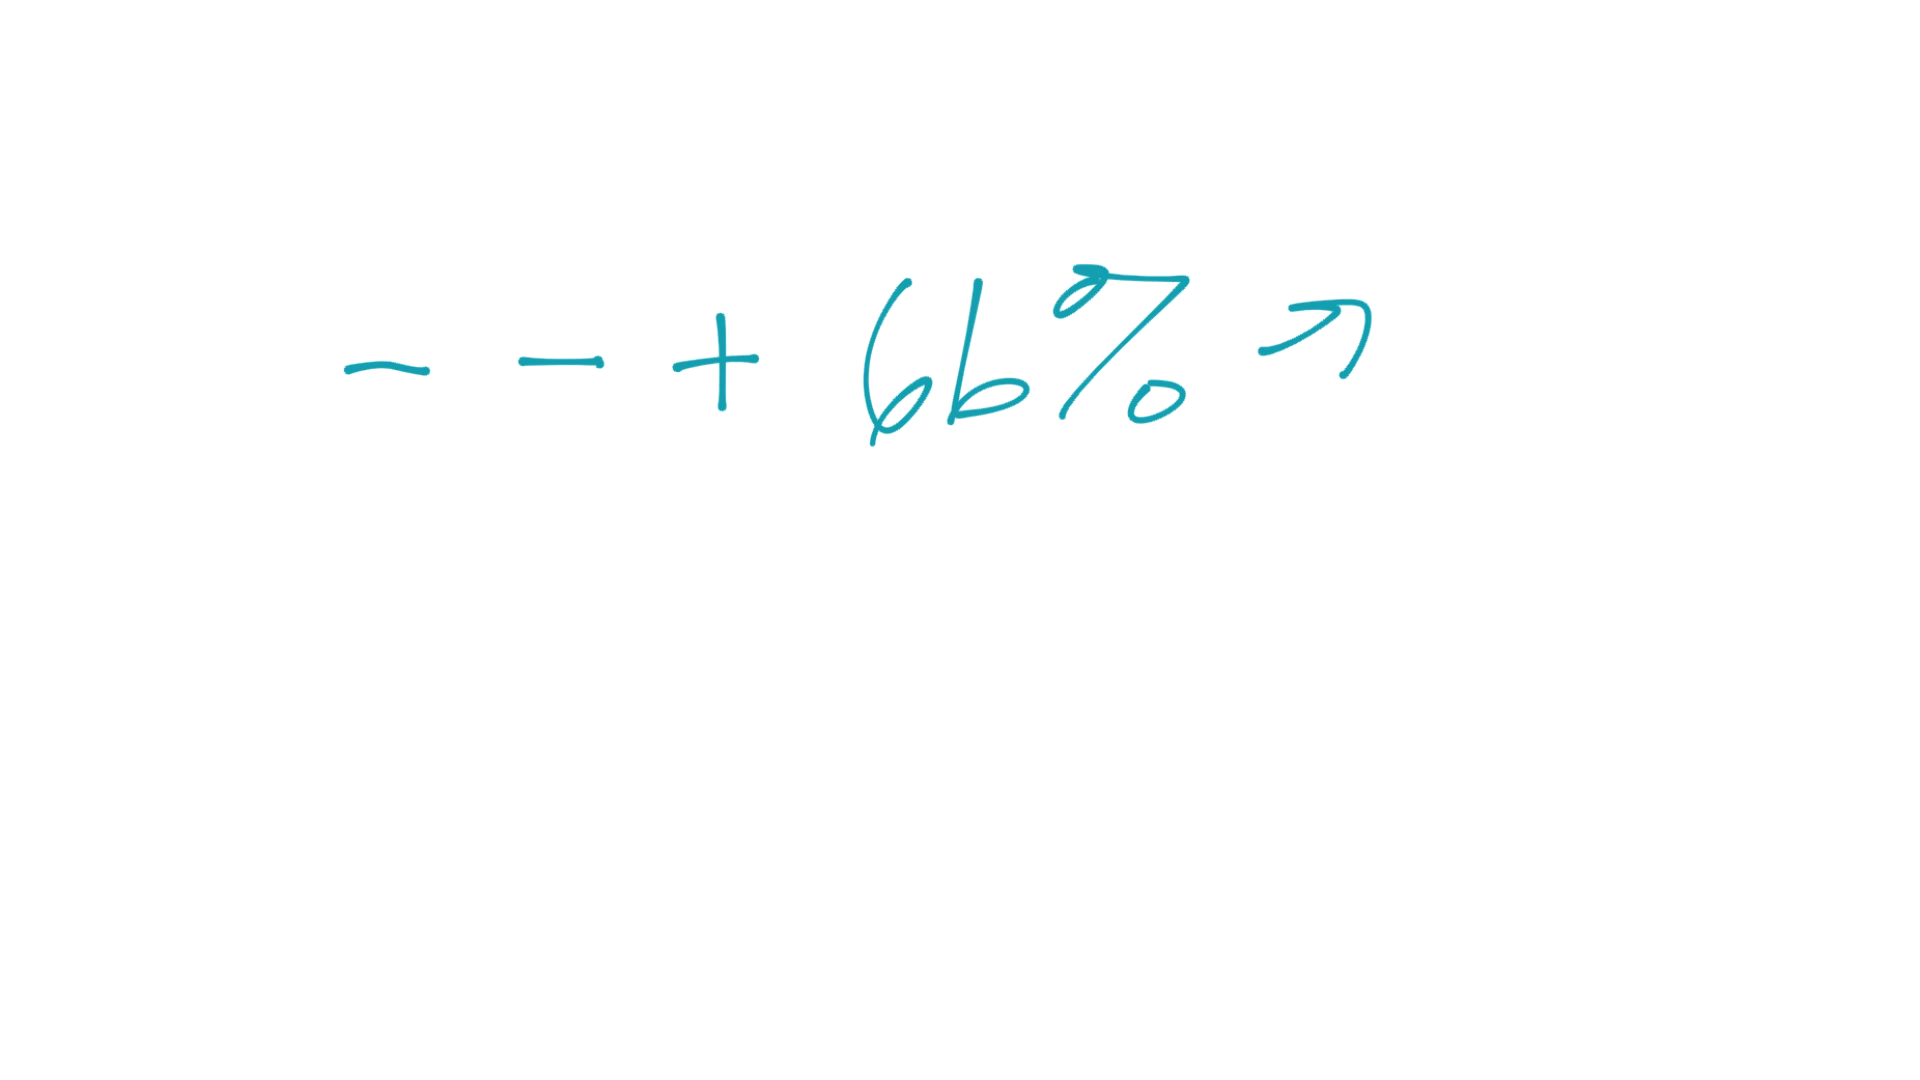 - - + 66% ↗